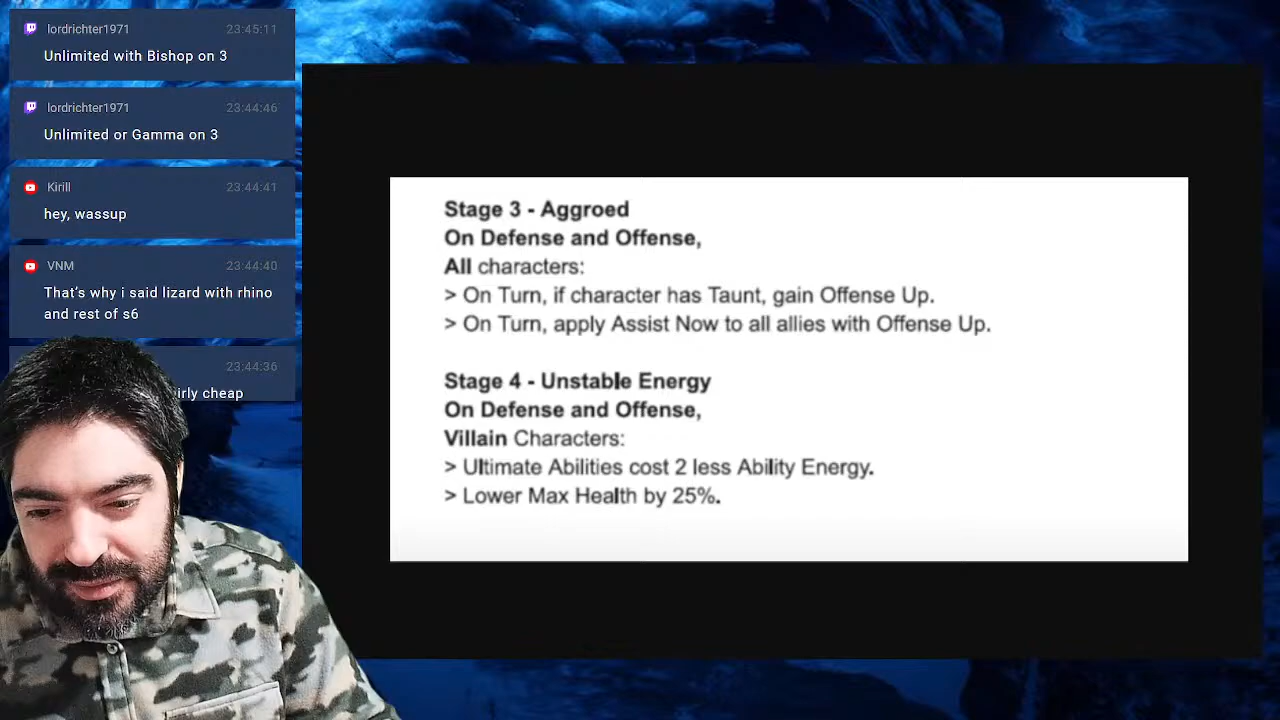 lordrichter1971 23:45:11
Unlimited with Bishop on 3
lordrichter1971 23:44:46
Unlimited or Gamma on 3
Kirill 23:44:41
hey, wassup
VNM 23:44:40
That's why i said lizard with rhino
and rest of s6
23:44:36
irly cheap
Stage 3 - Aggroed
On Defense and Offense,
All characters:
> On Turn, if character has Taunt, gain Offense Up.
> On Turn, apply Assist Now to all allies with Offense Up.
Stage 4 - Unstable Energy
On Defense and Offense,
Villain Characters:
> Ultimate Abilities cost 2 less Ability Energy.
> Lower Max Health by 25%.